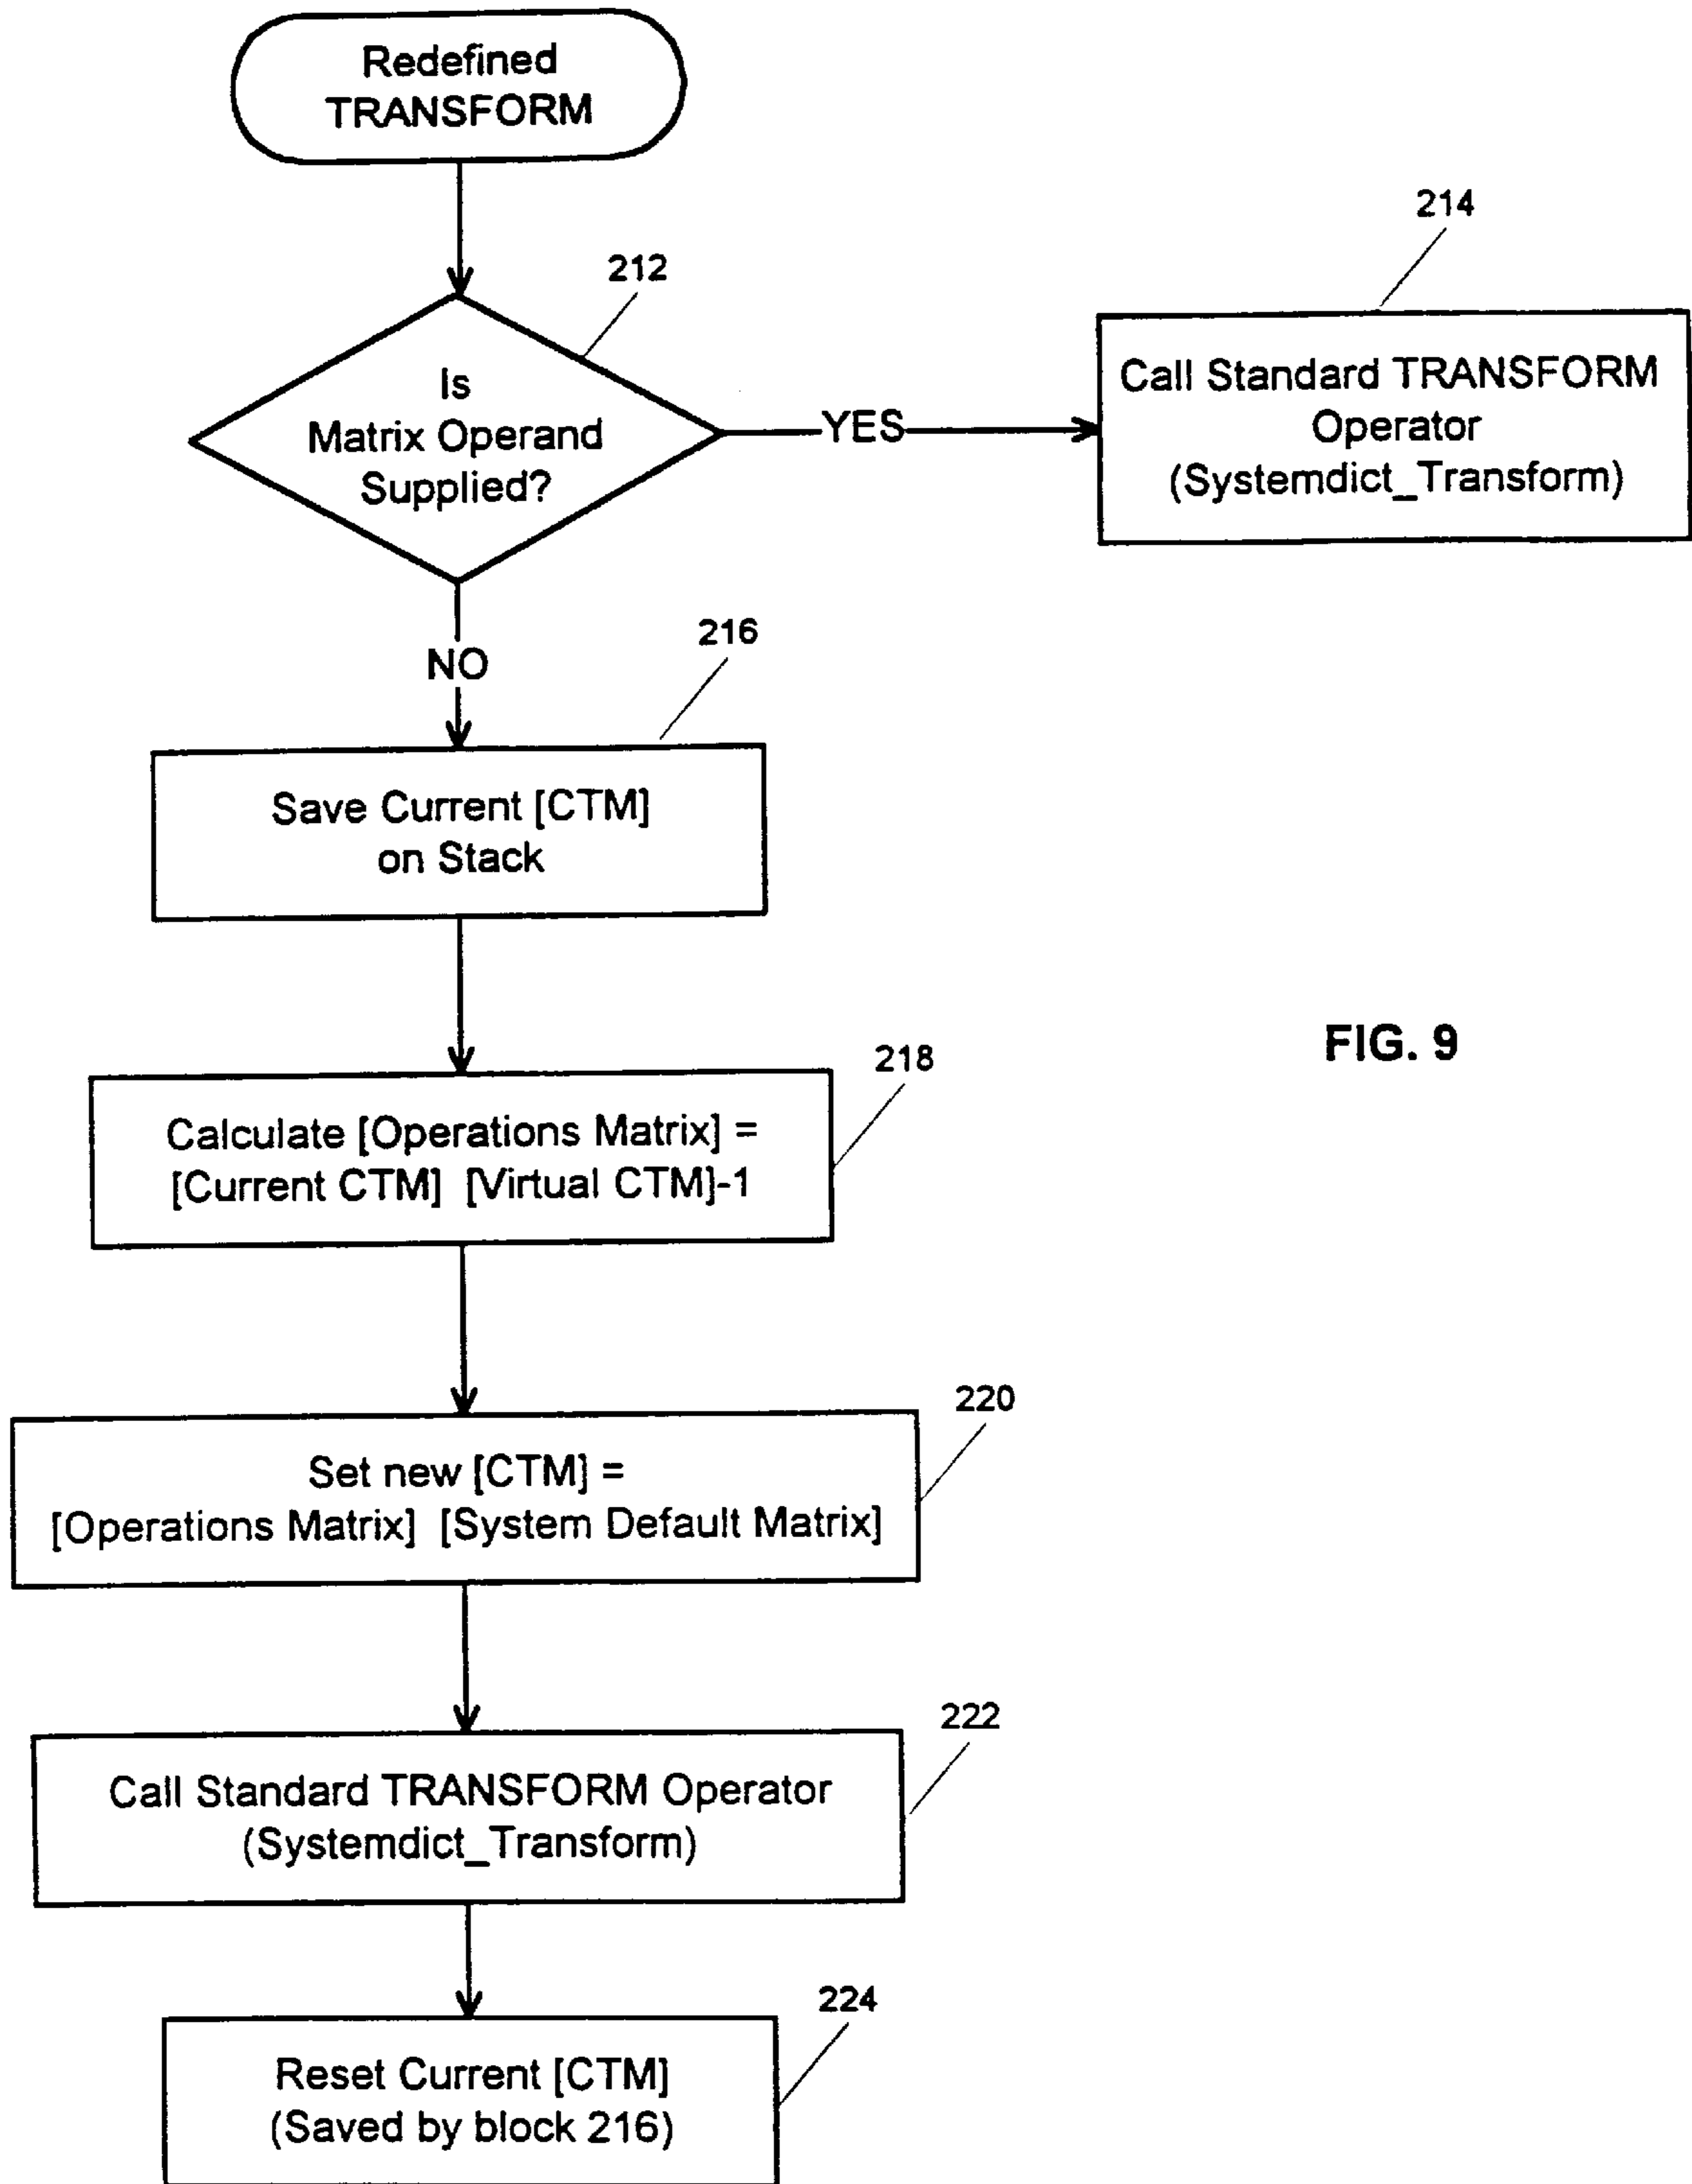 Redefined
TRANSFORM
212
Is
Matrix Operand
Supplied?
YES
214
Call Standard TRANSFORM
Operator
(Systemdict_Transform)
NO
216
Save Current [CTM]
on Stack
218
Calculate [Operations Matrix] =
[Current CTM] [Virtual CTM]-1
FIG. 9
220
Set new [CTM] =
[Operations Matrix] [System Default Matrix]
222
Call Standard TRANSFORM Operator
(Systemdict_Transform)
224
Reset Current [CTM]
(Saved by block 216)